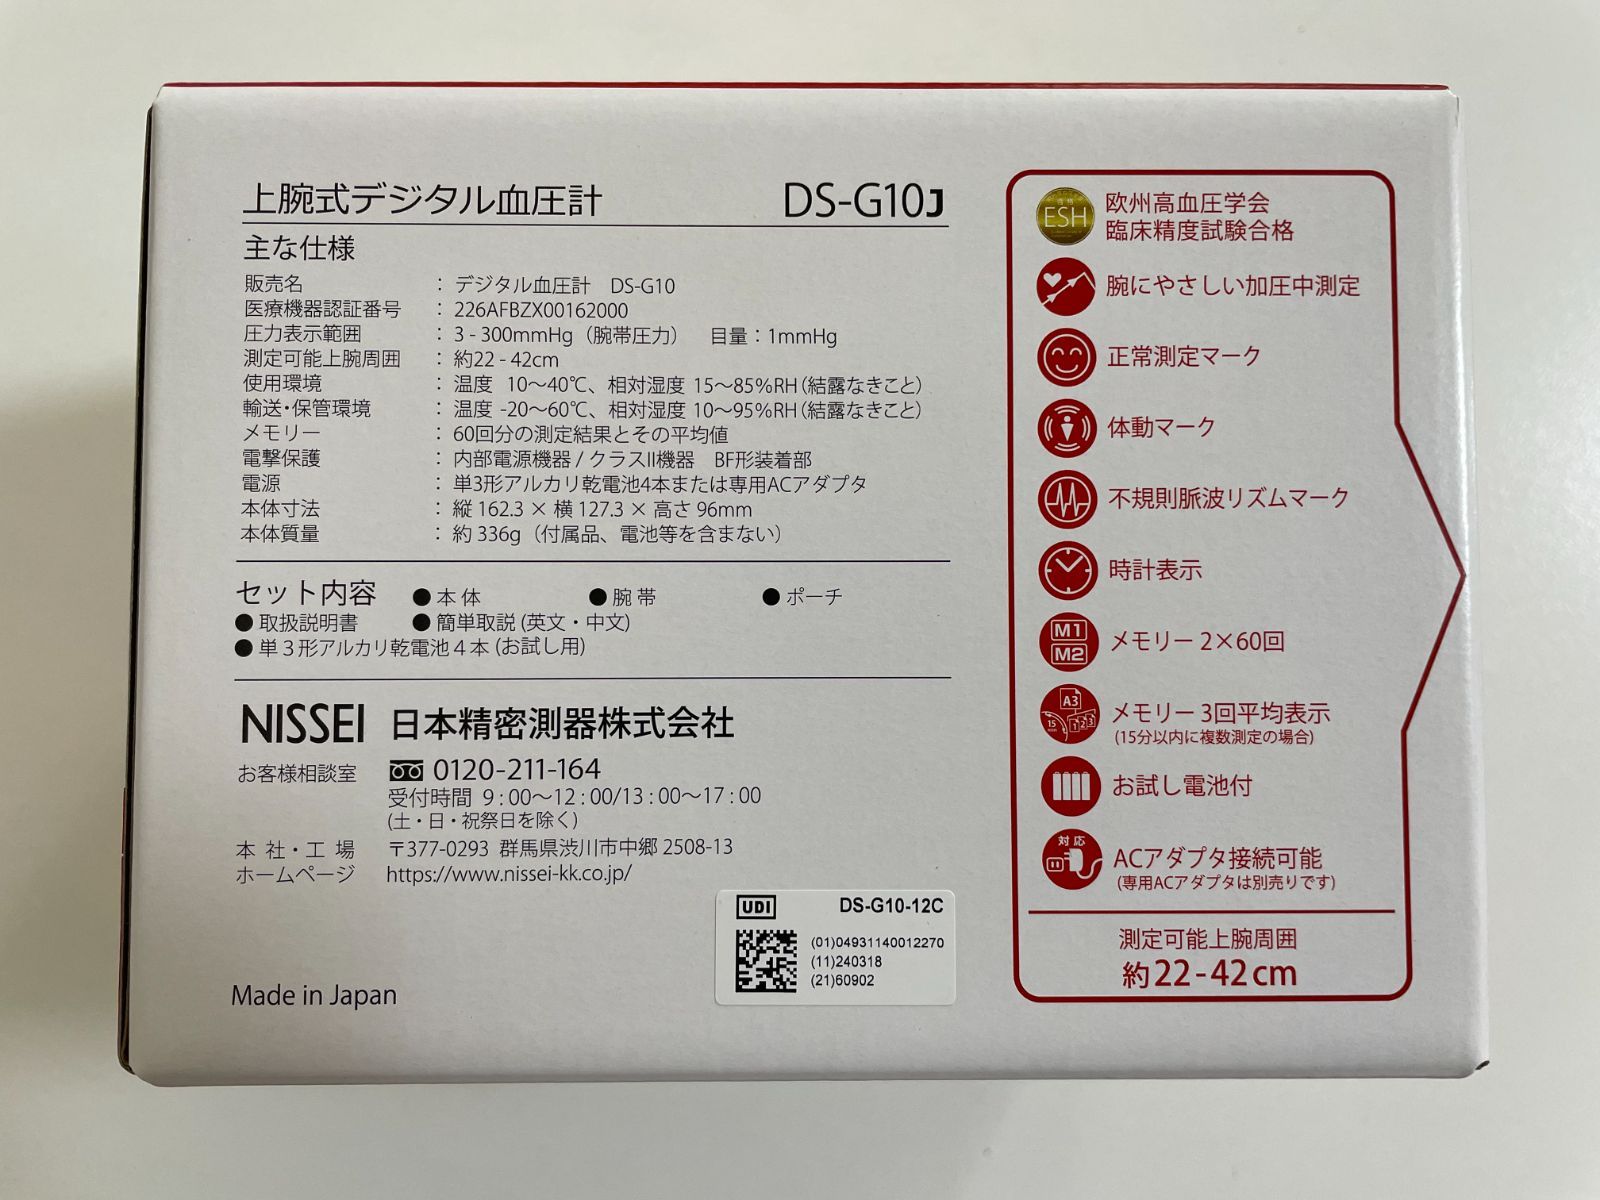 上腕式デジタル血圧計 DS-G10J
主な仕様
販売名 : デジタル血圧計 DS-G10
医療機器認証番号 : 226AFBZX00162000
圧力表示範囲 : 3 - 300mmHg (腕帯圧力) 目量：1mmHg
測定可能上腕周囲 : 約22 - 42cm
使用環境 : 温度 10～40℃、相対湿度 15～85%RH(結露なきこと)
輸送・保管環境 : 温度 -20～60℃、相対湿度 10～95%RH(結露なきこと)
メモリー : 60回分の測定結果とその平均値
電撃保護 : 内部電源機器 / クラスII機器 BF形装着部
電源 : 単3形アルカリ乾電池4本または専用ACアダプタ
本体寸法 : 縦 162.3 × 横 127.3 × 高さ 96mm
本体質量 : 約 336g (付属品、電池等を含まない)
セット内容 ●本体 ●腕帯 ●ポーチ
●取扱説明書 ●簡単取説 (英文・中文)
●単３形アルカリ乾電池４本 (お試し用)
NISSEI 日本精密測器株式会社
お客様相談室 0120-211-164
受付時間 9:00～12:00/13:00～17:00
(土・日・祝祭日を除く)
本社・工場 〒377-0293 群馬県渋川市中郷 2508-13
ホームページ https://www.nissei-kk.co.jp/
UDI DS-G10-12C
(01)04931140012270
(11)240318
(21)60902
Made in Japan
ESH
欧州高血圧学会
臨床精度試験合格
腕にやさしい加圧中測定
正常測定マーク
体動マーク
不規則脈波リズムマーク
時計表示
M1
M2
メモリー 2×60回
A3
15
1 2 3
メモリー 3回平均表示
(15分以内に複数測定の場合)
お試し電池付
対応
ACアダプタ接続可能
(専用ACアダプタは別売りです)
測定可能上腕周囲
約22-42cm